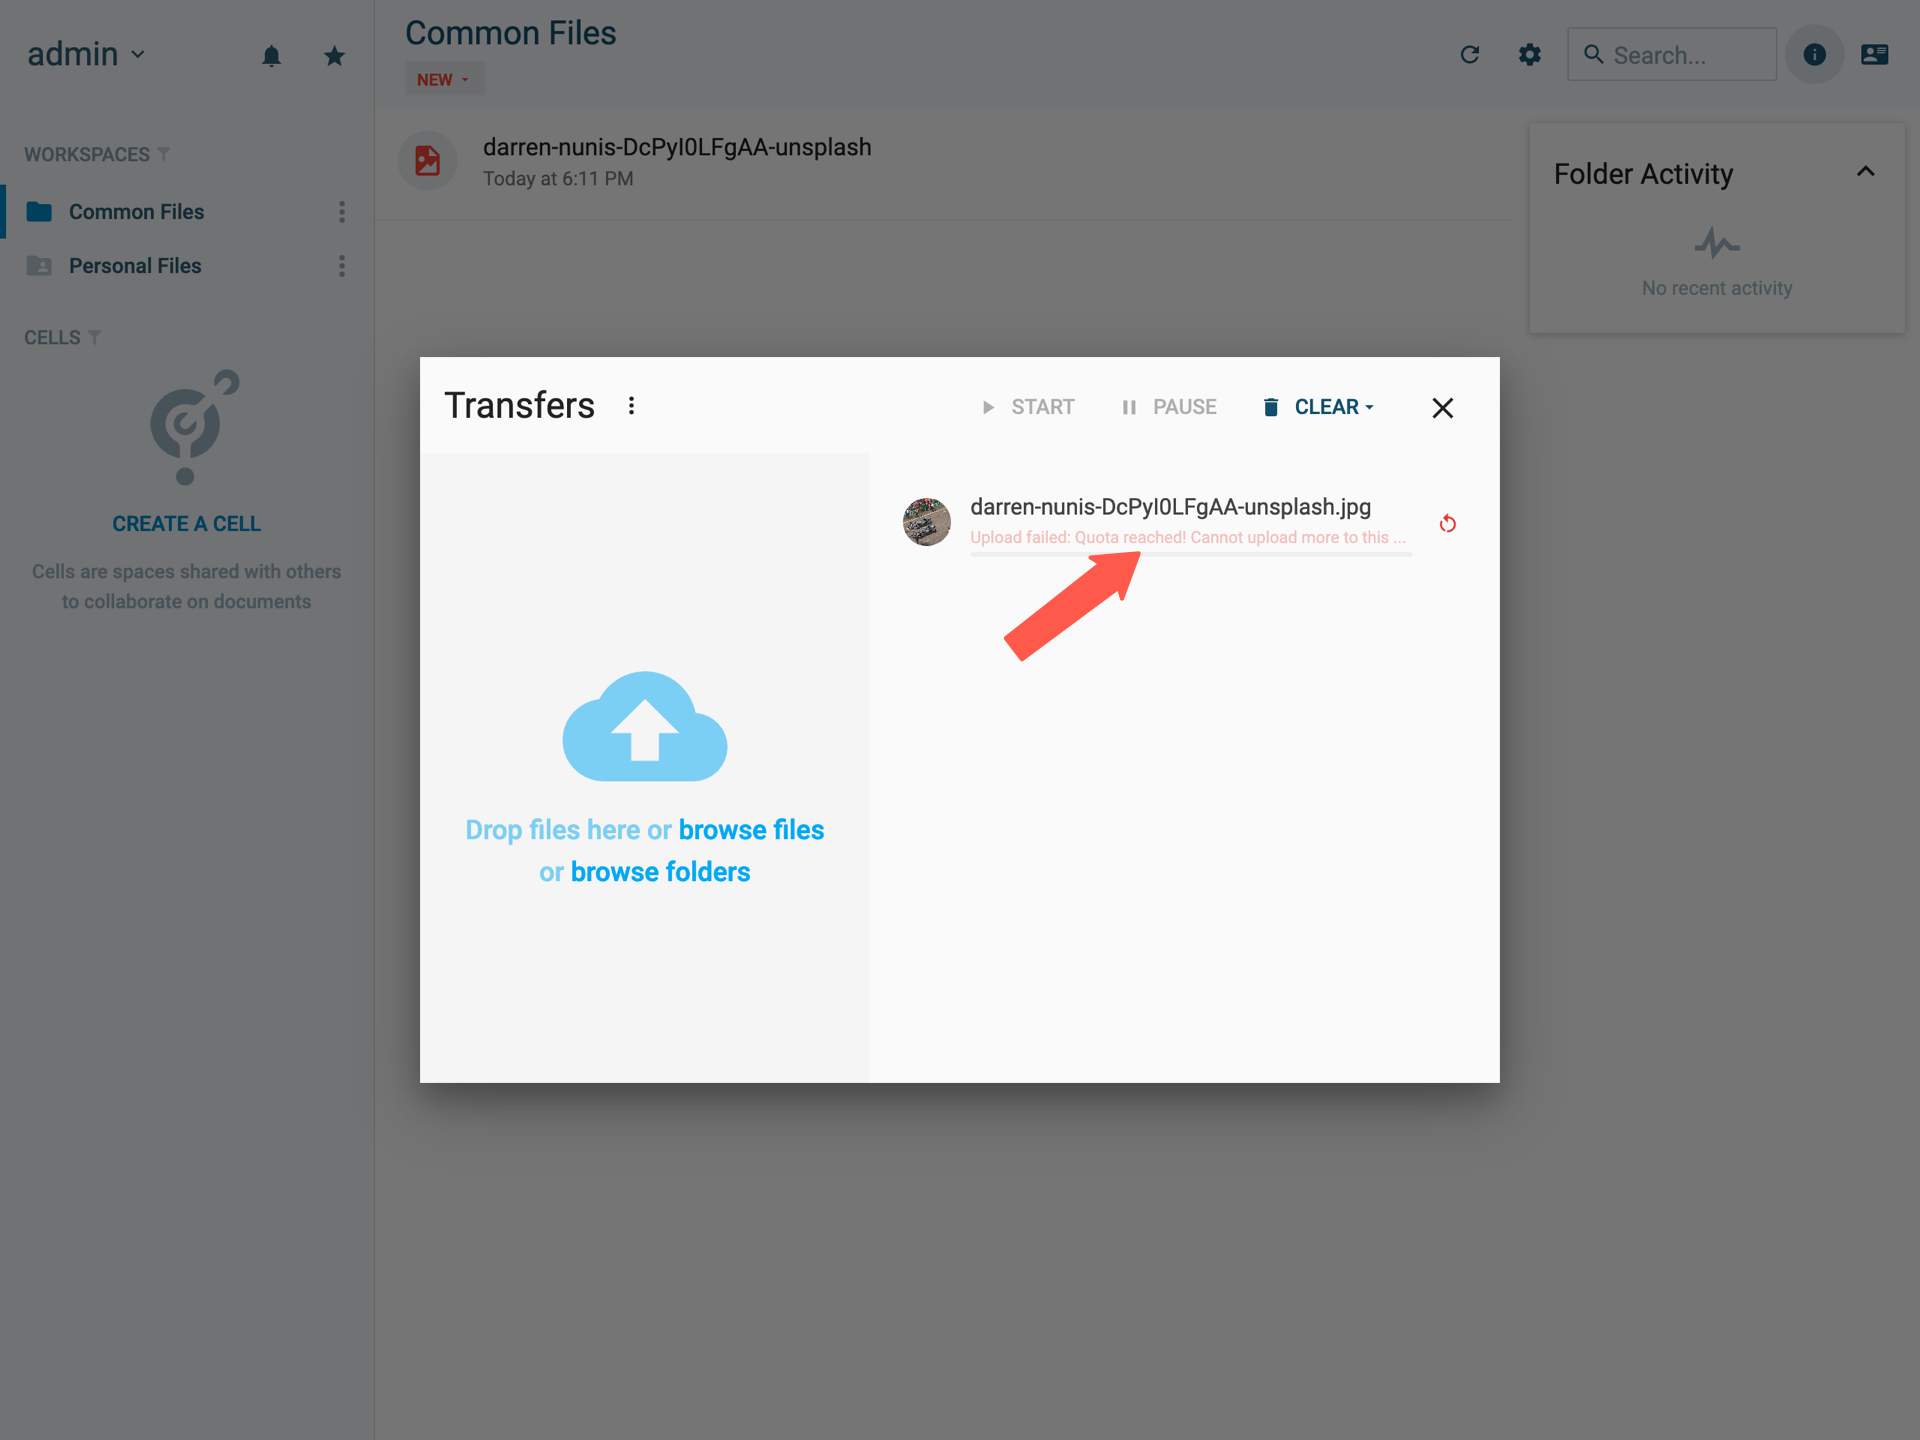 admin
Common Files
NEW
Search...
WORKSPACES
Common Files
Personal Files
CELLS
CREATE A CELL
Cells are spaces shared with others
to collaborate on documents
darren-nunis-DcPyI0LFgAA-unsplash
Today at 6:11 PM
Folder Activity
No recent activity
Transfers
START
PAUSE
CLEAR
Drop files here or browse files
or browse folders
darren-nunis-DcPyI0LFgAA-unsplash.jpg
Upload failed: Quota reached! Cannot upload more to this ...